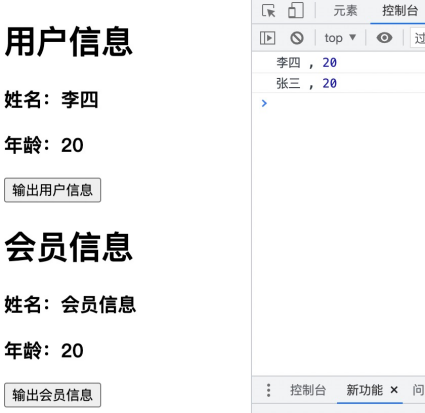 用户信息
姓名：李四
年龄：20
输出用户信息
会员信息
姓名：会员信息
年龄：20
输出会员信息
元素 控制台
top ▼
李四 , 20
张三 , 20
>
控制台 新功能 × 问